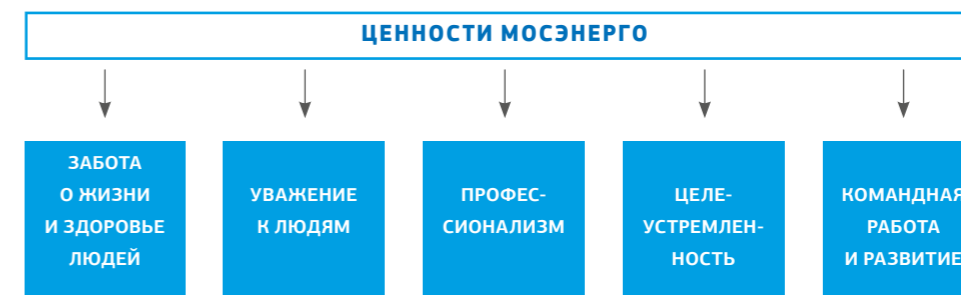 ЦЕННОСТИ МОСЭНЕРГО
ЗАБОТА
О ЖИЗНИ
И ЗДОРОВЬЕ
ЛЮДЕЙ
УВАЖЕНИЕ
К ЛЮДЯМ
ПРОФЕС-
СИОНАЛИЗМ
ЦЕЛЕ-
УСТРЕМЛЕН-
НОСТЬ
КОМАНДНАЯ
РАБОТА
И РАЗВИТИЕ